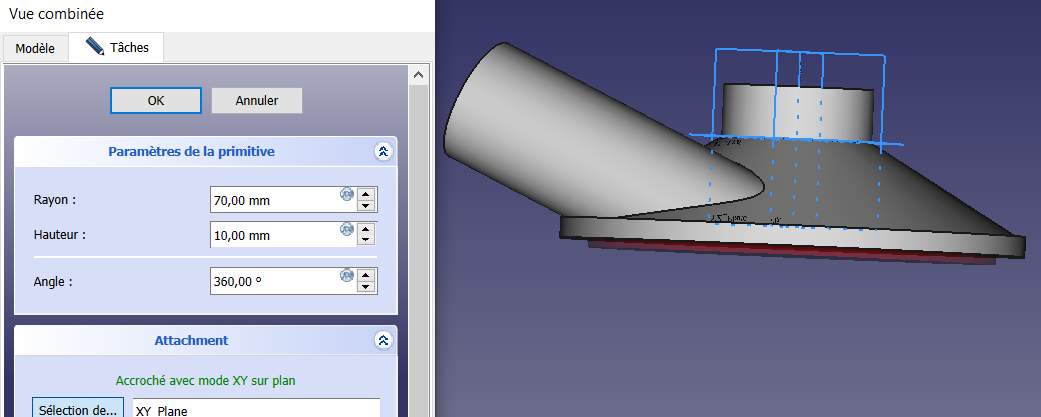 Vue combinée
Modèle
Tâches
OK
Annuler
Paramètres de la primitive
Rayon :
70,00 mm
Hauteur :
10,00 mm
Angle :
360,00 °
Attachment
Accroché avec mode XY sur plan
Sélection de...
XY_Plane